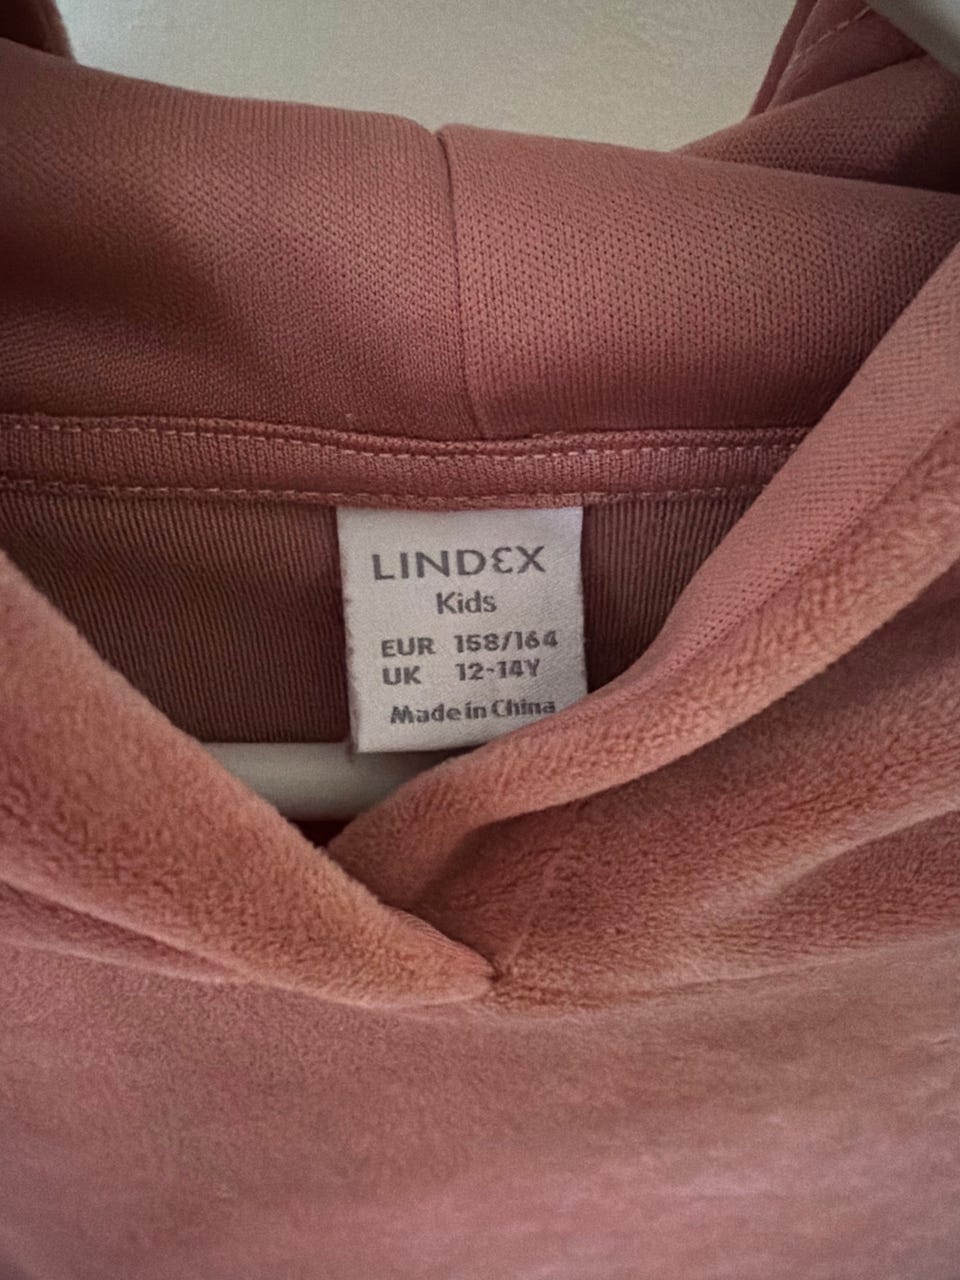 LINDEX
Kids
EUR 158/164
UK 12-14Y
Made in China